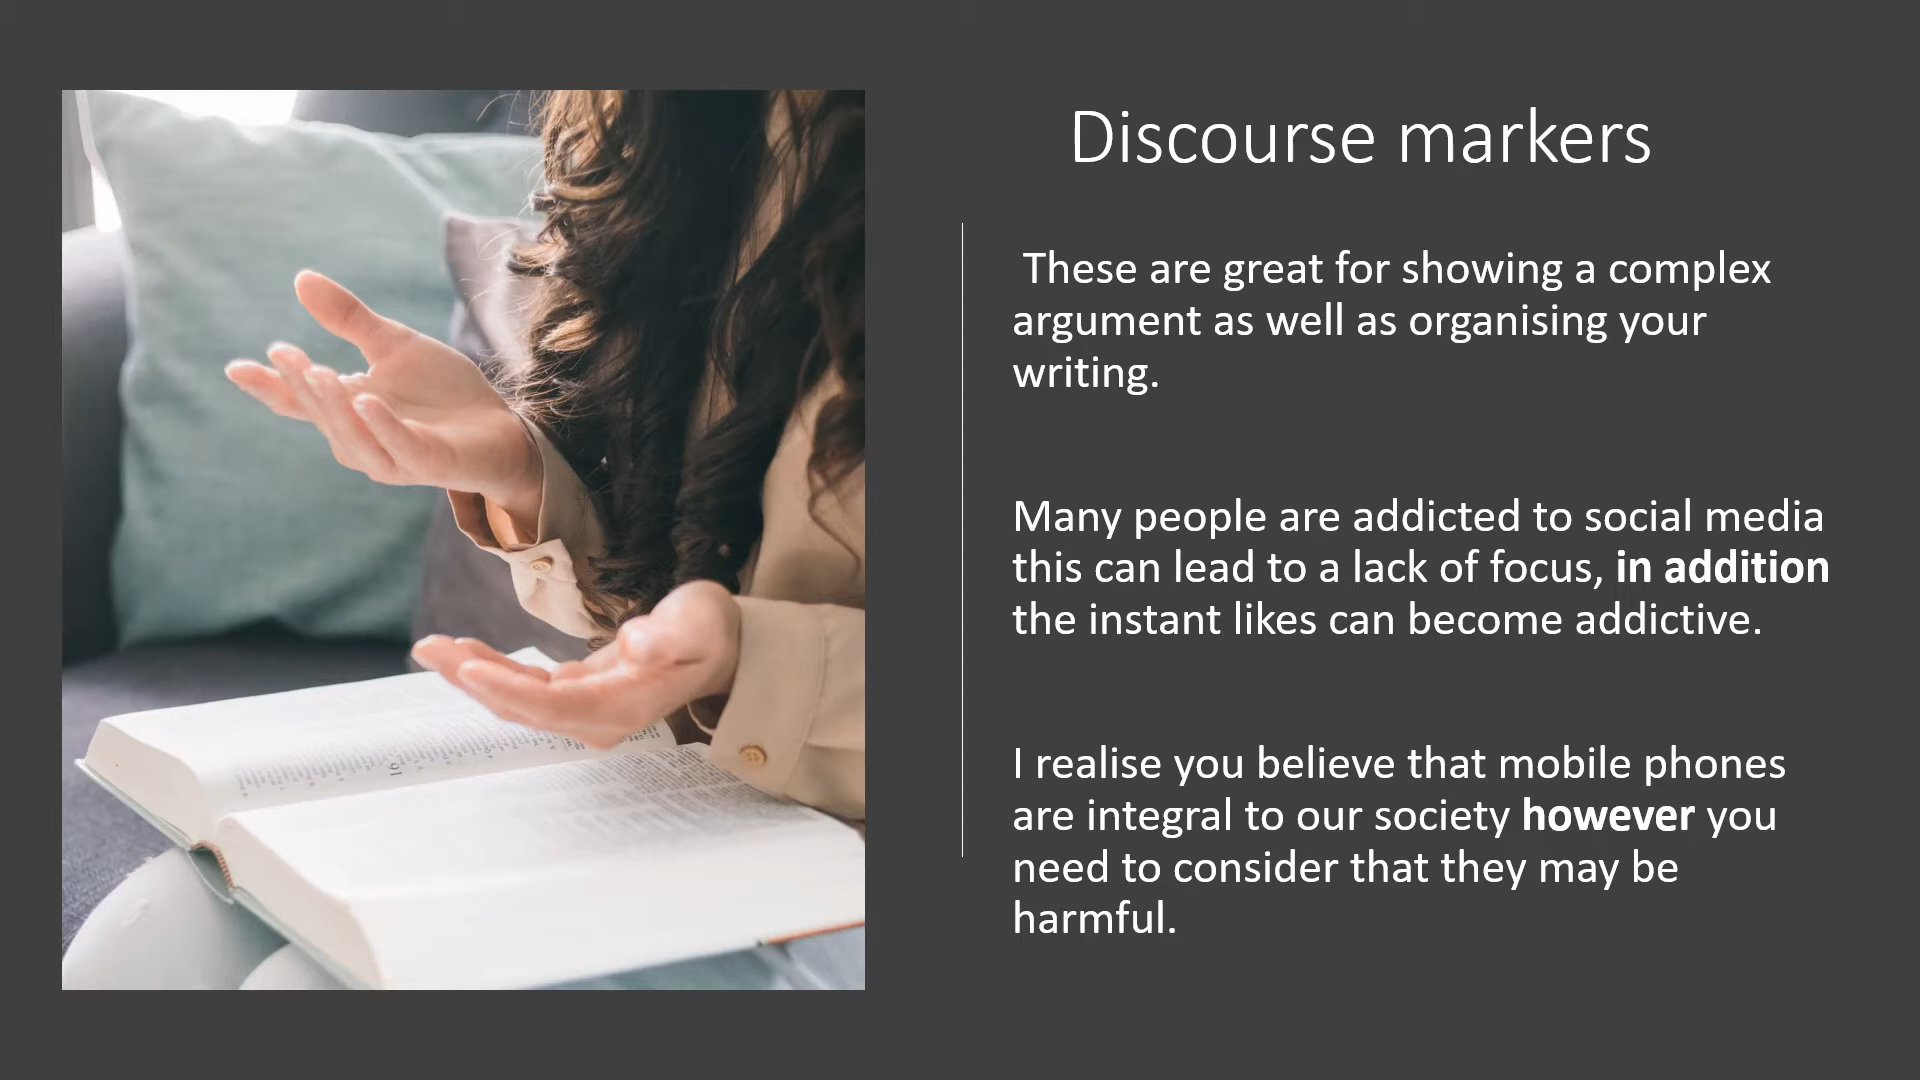 Discourse markers
These are great for showing a complex
argument as well as organising your
writing.
Many people are addicted to social media
this can lead to a lack of focus, in addition
the instant likes can become addictive.
I realise you believe that mobile phones
are integral to our society however you
need to consider that they may be
harmful.